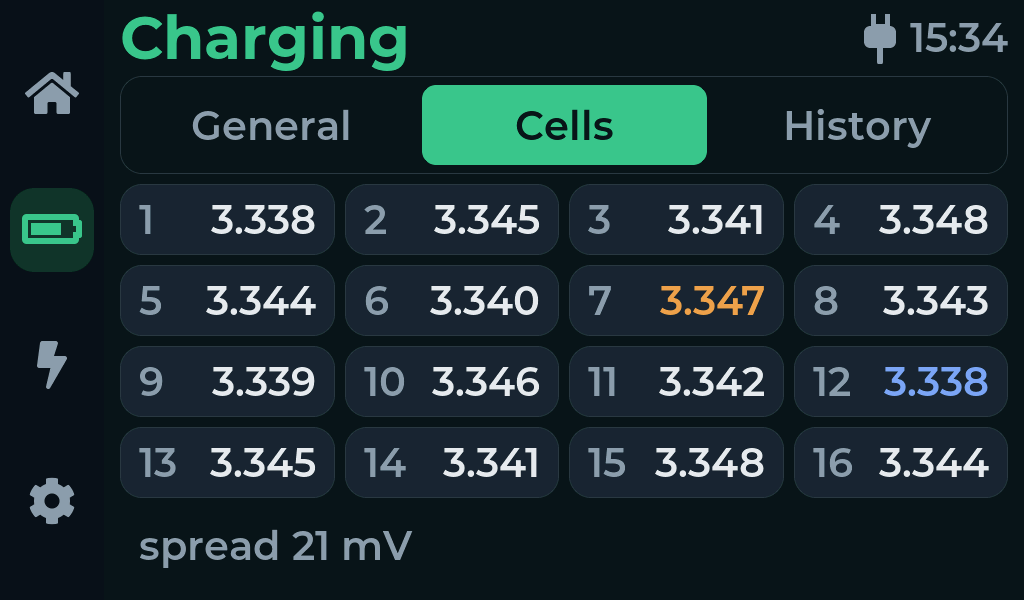 Charging 15:34
General Cells History
1 3.338 2 3.345 3 3.341 4 3.348
5 3.344 6 3.340 7 3.347 8 3.343
9 3.339 10 3.346 11 3.342 12 3.338
13 3.345 14 3.341 15 3.348 16 3.344
spread 21 mV